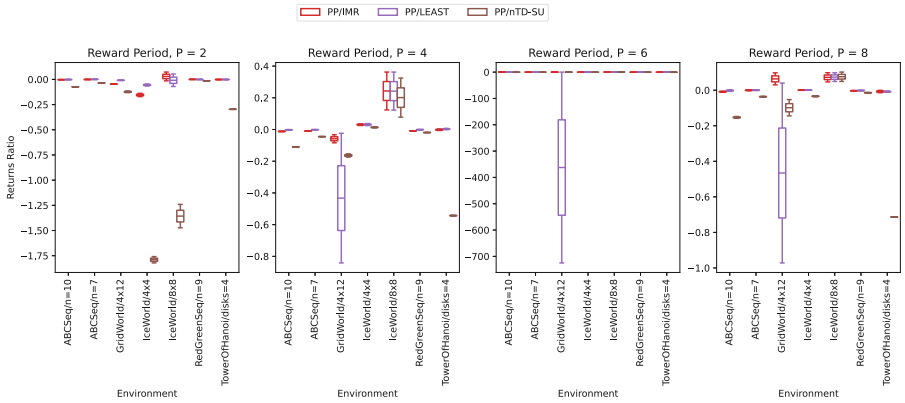 PP/IMR PP/LEAST PP/nTD-SU
Reward Period, P = 2
Reward Period, P = 4
Reward Period, P = 6
Reward Period, P = 8
Returns Ratio
0.00
−0.25
−0.50
−0.75
−1.00
−1.25
−1.50
−1.75
ABCSeq/n=10
ABCSeq/n=7
GridWorld/4x12
IceWorld/4x4
IceWorld/8x8
RedGreenSeq/n=9
TowerOfHanoi/disks=4
Environment
0.4
0.2
0.0
−0.2
−0.4
−0.6
−0.8
ABCSeq/n=10
ABCSeq/n=7
GridWorld/4x12
IceWorld/4x4
IceWorld/8x8
RedGreenSeq/n=9
TowerOfHanoi/disks=4
Environment
0
−100
−200
−300
−400
−500
−600
−700
ABCSeq/n=10
ABCSeq/n=7
GridWorld/4x12
IceWorld/4x4
IceWorld/8x8
RedGreenSeq/n=9
TowerOfHanoi/disks=4
Environment
0.0
−0.2
−0.4
−0.6
−0.8
−1.0
ABCSeq/n=10
ABCSeq/n=7
GridWorld/4x12
IceWorld/4x4
IceWorld/8x8
RedGreenSeq/n=9
TowerOfHanoi/disks=4
Environment